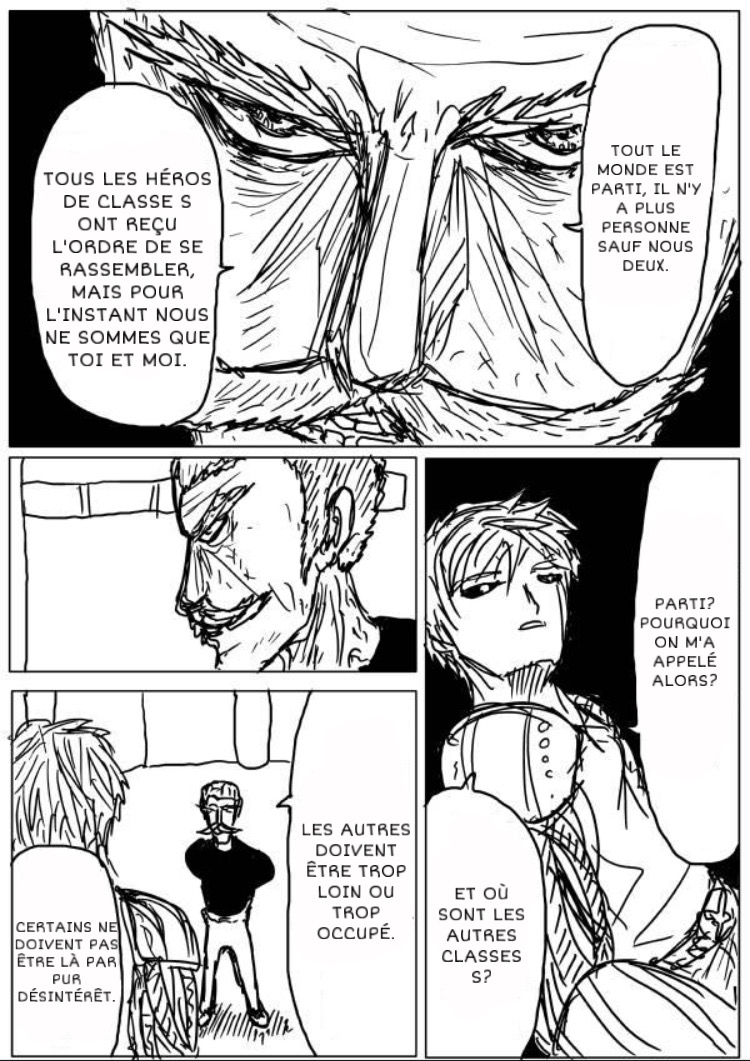 TOUT LE
MONDE EST
PARTI, IL N'Y
A PLUS
PERSONNE
SAUF NOUS
DEUX.
TOUS LES HÉROS
DE CLASSE S
ONT REÇU
L'ORDRE DE SE
RASSEMBLER,
MAIS POUR
L'INSTANT NOUS
NE SOMMES QUE
TOI ET MOI.
PARTI?
POURQUOI
ON M'A
APPELÉ
ALORS?
ET OÙ
SONT LES
AUTRES
CLASSES
S?
LES AUTRES
DOIVENT
ÊTRE TROP
LOIN OU
TROP
OCCUPÉ.
CERTAINS NE
DOIVENT PAS
ÊTRE LÀ PAR
PUR
DÉSINTÉRÊT.